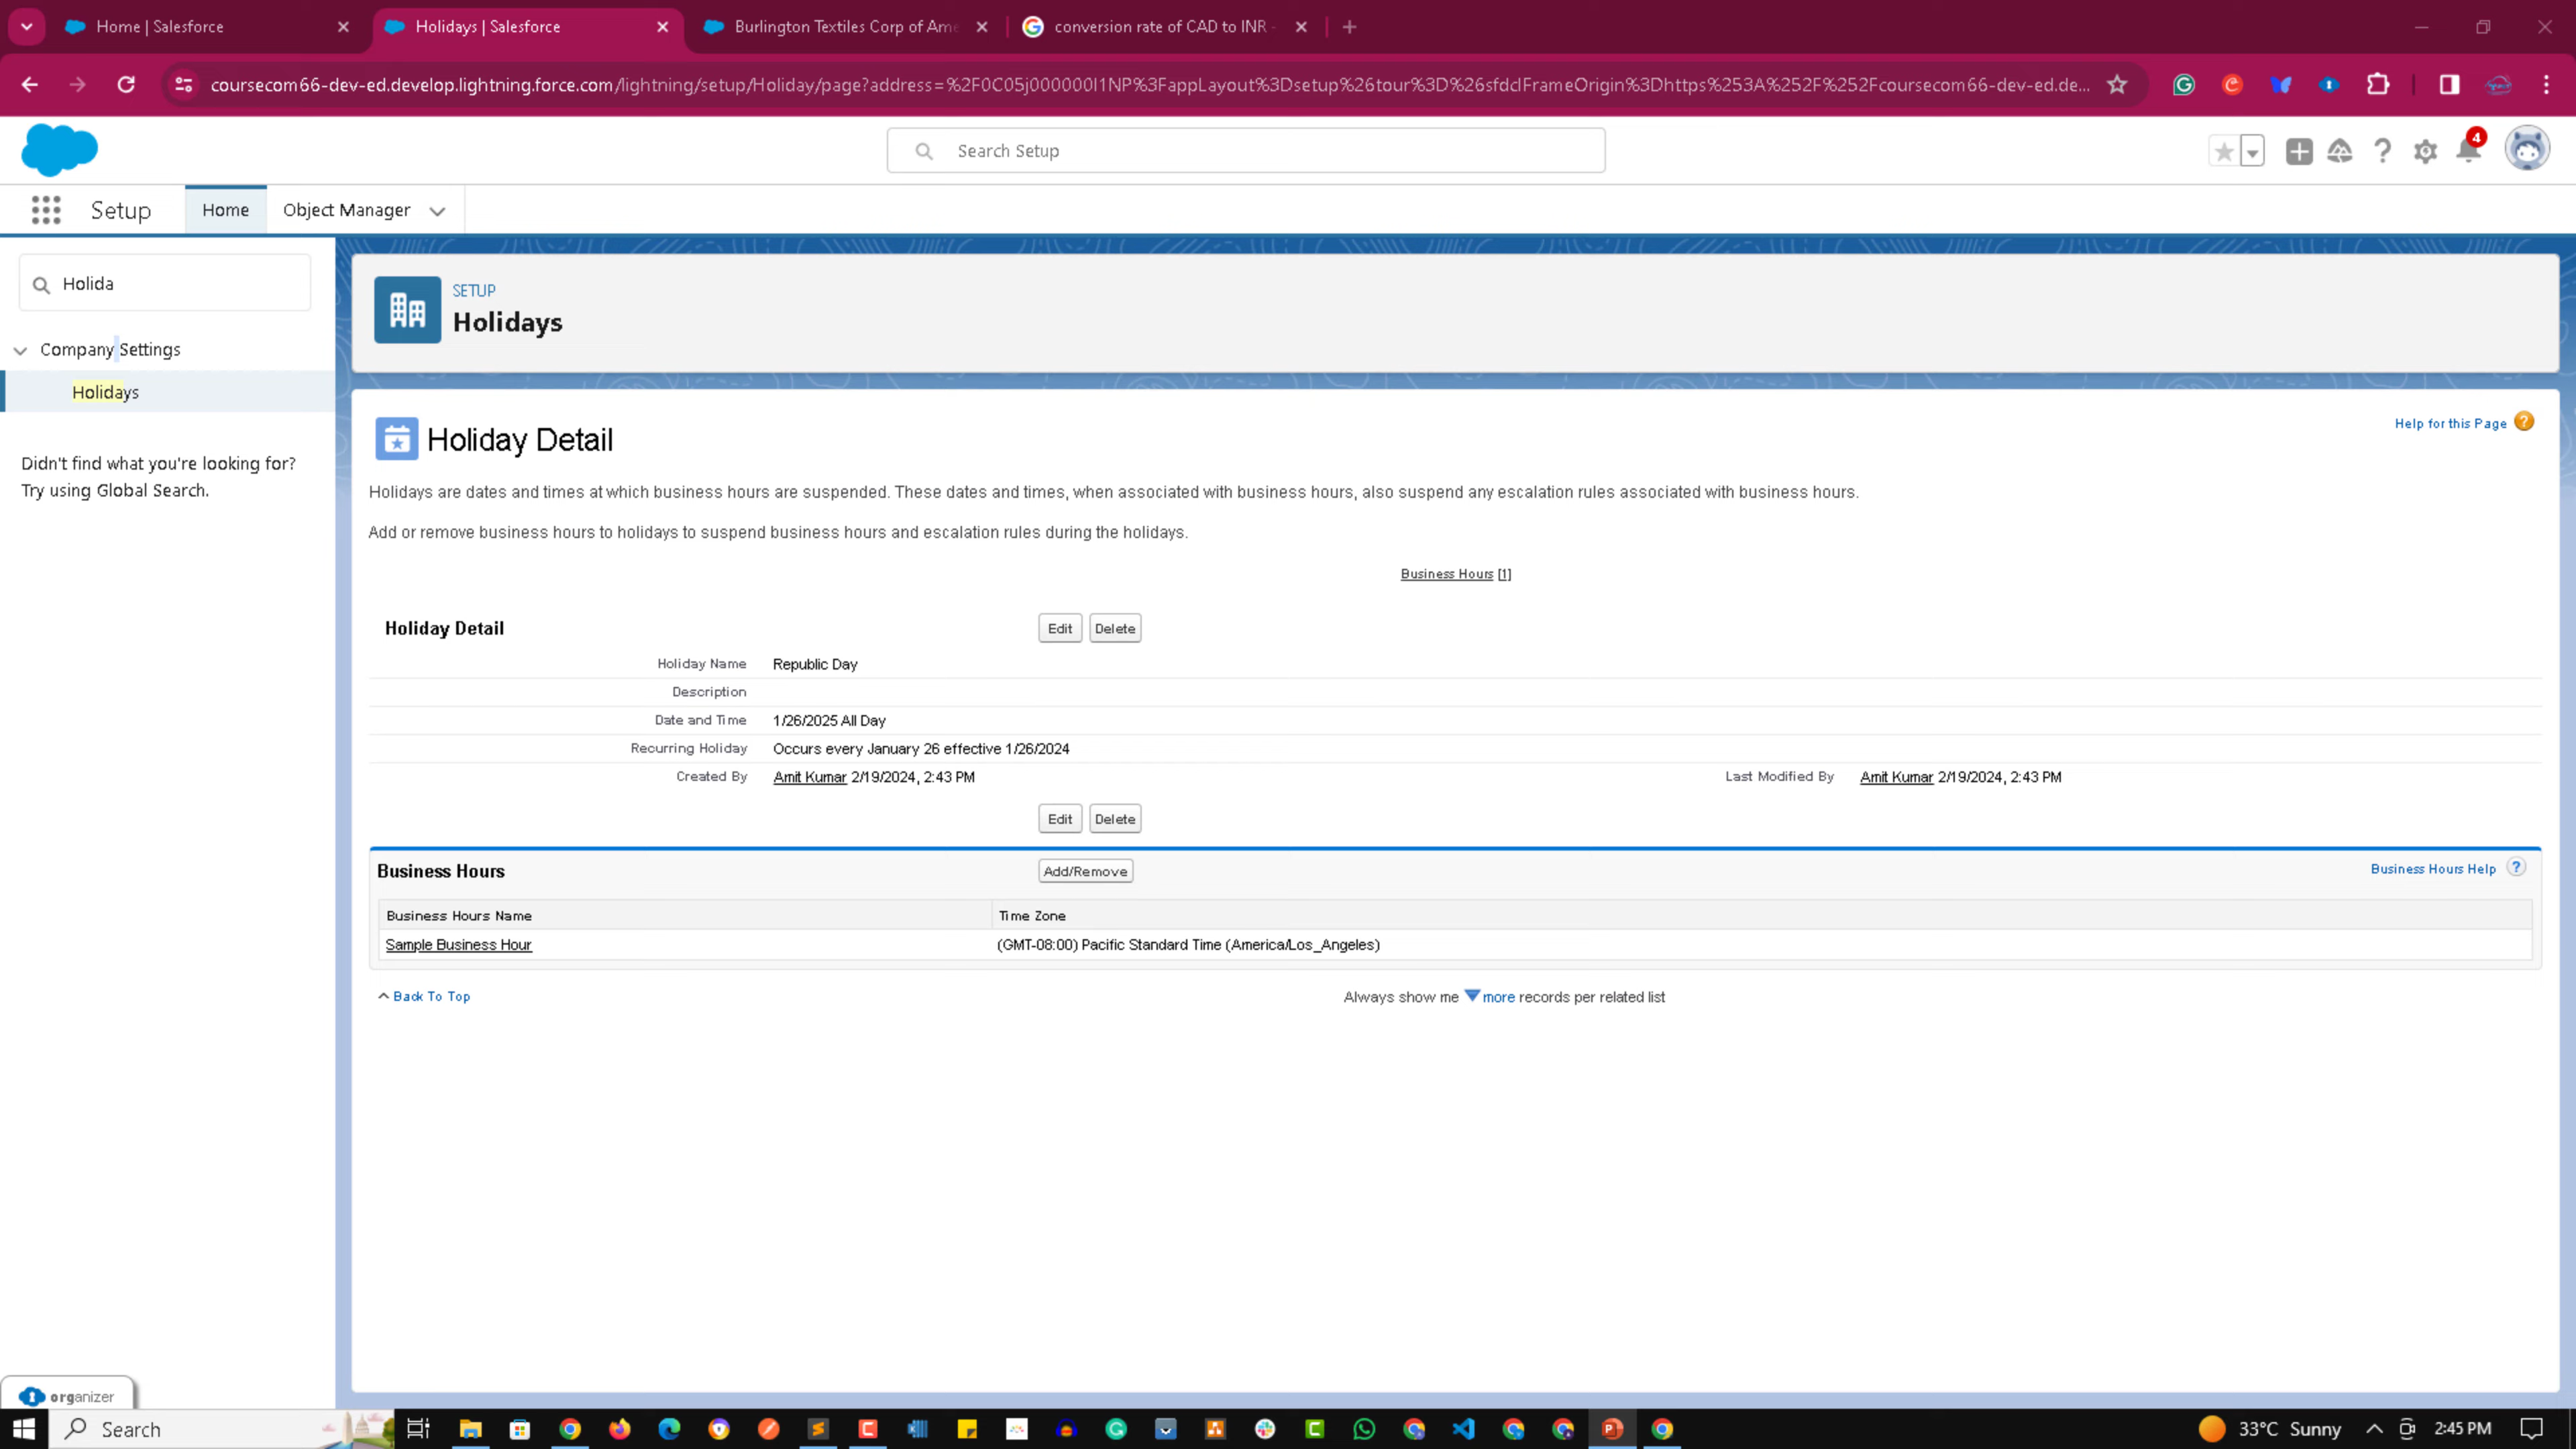 Home | Salesforce
Holidays | Salesforce
Burlington Textiles Corp of Ame
conversion rate of CAD to INR -
coursecom66-dev-ed.develop.lightning.force.com/lightning/setup/Holiday/page?address=%2F0C05j000000I1NP%3FappLayout%3Dsetup%26tour%3D%26sfdcIFrameOrigin%3Dhttps%253A%252F%252Fcoursecom66-dev-ed.de...
Search Setup
4
Setup
Home
Object Manager
Holida
Company Settings
Holidays
Didn't find what you're looking for?
Try using Global Search.
SETUP
Holidays
Holiday Detail
Help for this Page
Holidays are dates and times at which business hours are suspended. These dates and times, when associated with business hours, also suspend any escalation rules associated with business hours.
Add or remove business hours to holidays to suspend business hours and escalation rules during the holidays.
Business Hours [1]
Holiday Detail
Edit
Delete
Holiday Name Republic Day
Description
Date and Time 1/26/2025 All Day
Recurring Holiday Occurs every January 26 effective 1/26/2024
Created By Amit Kumar 2/19/2024, 2:43 PM
Last Modified By Amit Kumar 2/19/2024, 2:43 PM
Edit
Delete
Business Hours
Add/Remove
Business Hours Help
Business Hours Name
Time Zone
Sample Business Hour
(GMT-08:00) Pacific Standard Time (America/Los_Angeles)
Back To Top
Always show me more records per related list
organizer
Search
33°C Sunny
2:45 PM